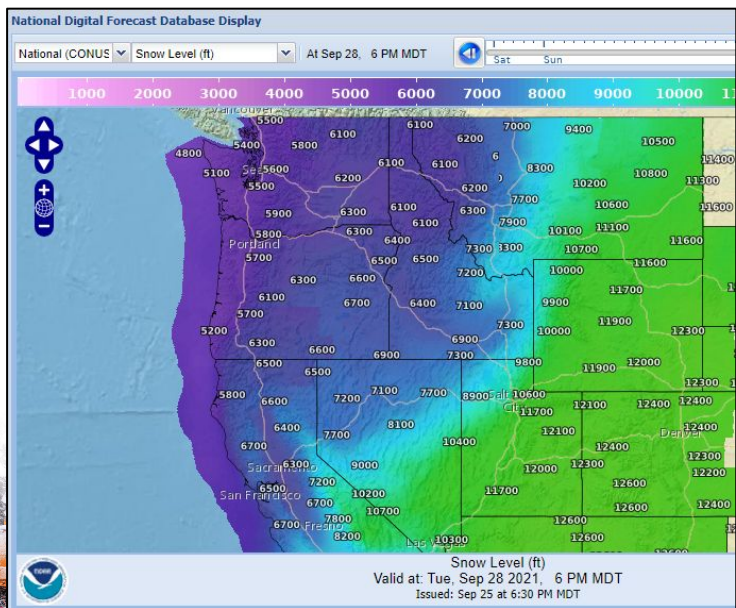 National Digital Forecast Database Display
National (CONUS Snow Level (ft) At Sep 28, 6 PM MDT
Sat Sun
1000 2000 3000 4000 5000 6000 7000 8000 9000 10000
5500 6100 6100 7000 9400
4800 5400 5800 6200 10500
5100 5600 6100 6100 8300 10800 11400
5500 6200 6200 10200 11300
5900 6300 6100 6300 7700 10600 11600
5800 6300 6100 7900 10100 11100
Portland 6400 7300 10700 11600
5700 6500 6500 7200 10000 11600
6300 6600 11700
6100 6700 6400 7100 9900
5700 7300 11900
5200 6900 10000 12300
6300 6600 6900 7300 9800 12000
6500 6500 11900
5800 7200 7100 7700 8900 10600 12300
6600 11700 12100 12400 12400
6400 7700 8100 12100 Denver 12400
6700 10400 12400
Sacramento 6300 9000 12000 12300 12300
7200 12200
6500 10200 11700 12600
San Francisco 6700 10700 12600 12400
6700 Fresno 7800 12600
8200 Las Vegas 10300 12600
Snow Level (ft)
Valid at: Tue, Sep 28 2021, 6 PM MDT
Issued: Sep 25 at 6:30 PM MDT